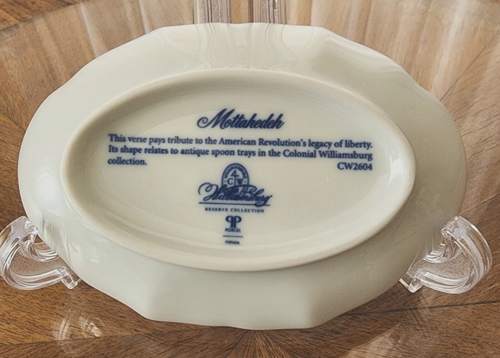 Mottahedeh
This verse pays tribute to the American Revolution's legacy of liberty.
Its shape relates to antique spoon trays in the Colonial Williamsburg
collection. CW2604
Williamsburg
RESERVE COLLECTION